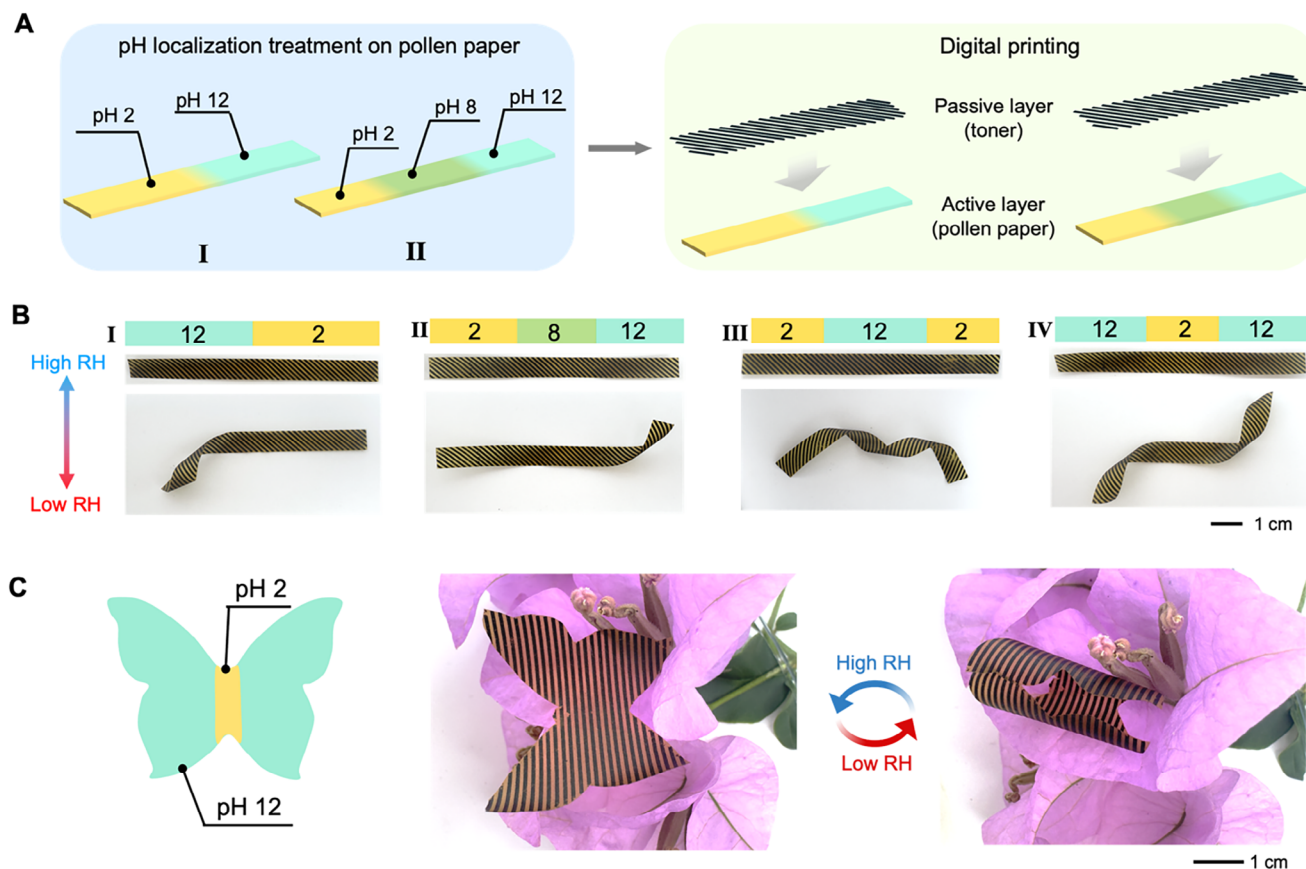 A
pH localization treatment on pollen paper
pH 2
pH 12
pH 2
pH 8
pH 12
I
II
Digital printing
Passive layer
(toner)
Active layer
(pollen paper)
B
I
12
2
II
2
8
12
III
2
12
2
IV
12
2
12
High RH
Low RH
1 cm
C
pH 2
pH 12
High RH
Low RH
1 cm